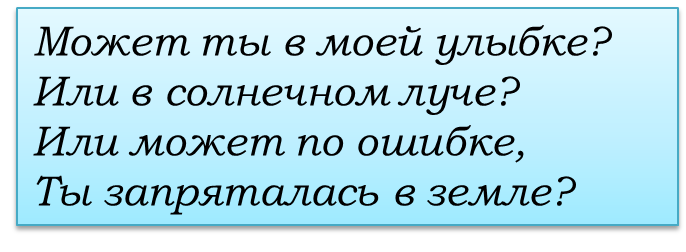 Может ты в моей улыбке?
Или в солнечном луче?
Или может по ошибке,
Ты запряталась в земле?